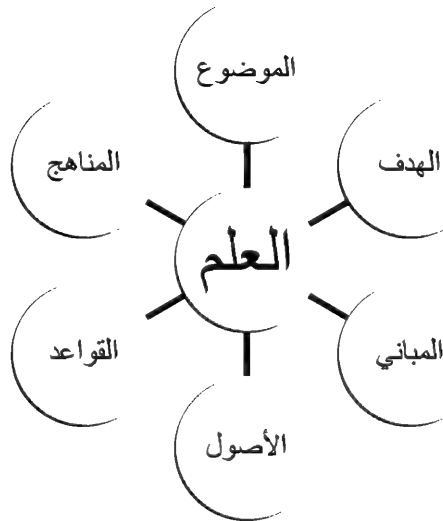 الموضوع
الهدف
المناهج
العلم
المباني
القواعد
الأصول